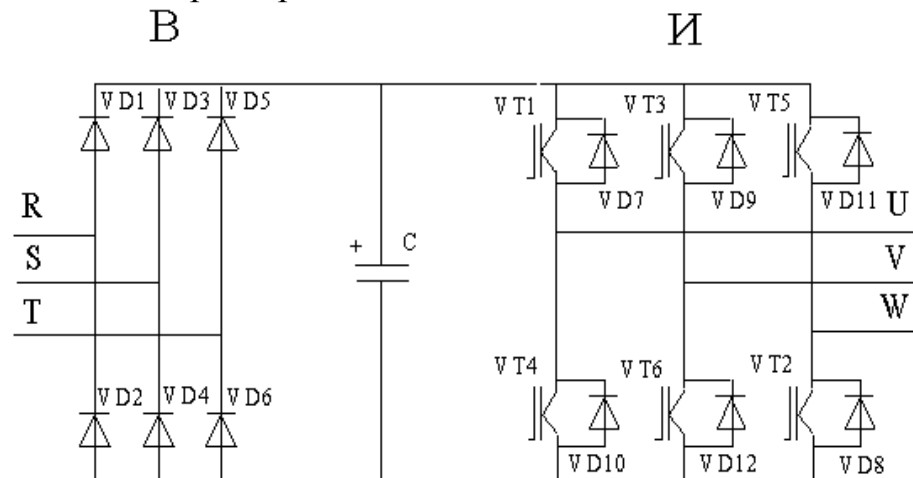 В И
VD1 VD3 VD5 VT1 VT3 VT5
VD7 VD9 VD11
R U
S + C V
T W
VD2 VD4 VD6 VT4 VT6 VT2
VD10 VD12 VD8